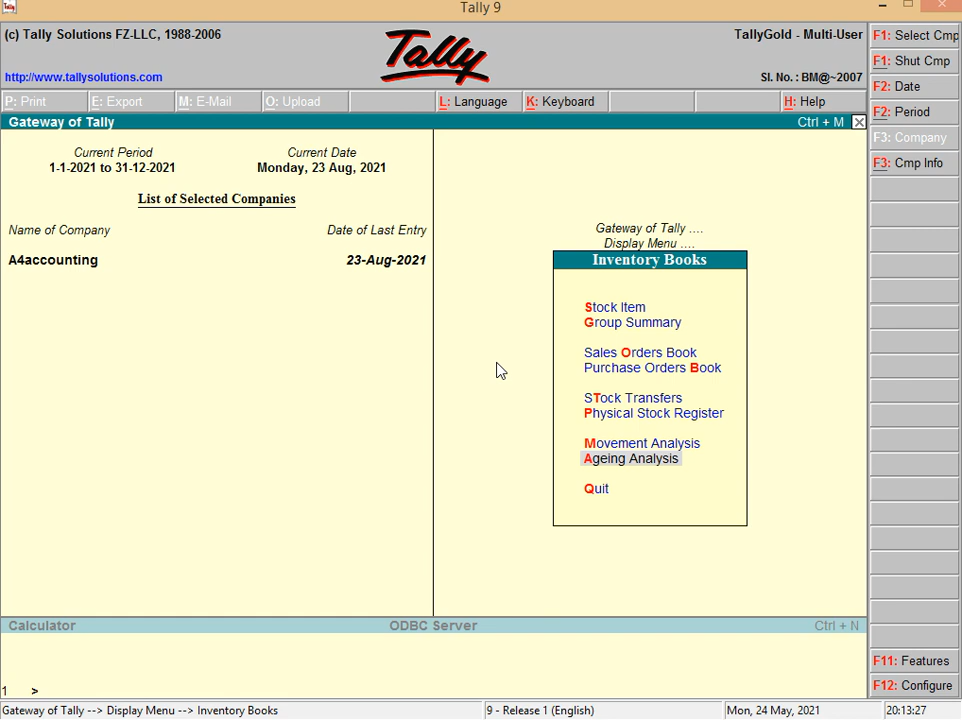 Tally 9
(c) Tally Solutions FZ-LLC, 1988-2006
Tally
TallyGold - Multi-User
http://www.tallysolutions.com
Sl. No. : BM@~2007
P: Print
E: Export
M: E-Mail
O: Upload
L: Language
K: Keyboard
H: Help
Gateway of Tally
Ctrl + M
Current Period
Current Date
1-1-2021 to 31-12-2021
Monday, 23 Aug, 2021
List of Selected Companies
Name of Company
Date of Last Entry
A4accounting
23-Aug-2021
Gateway of Tally ....
Display Menu ....
Inventory Books
Stock Item
Group Summary
Sales Orders Book
Purchase Orders Book
STock Transfers
Physical Stock Register
Movement Analysis
Ageing Analysis
Quit
F1: Select Cmp
F1: Shut Cmp
F2: Date
F2: Period
F3: Company
F3: Cmp Info
F11: Features
F12: Configure
Calculator
ODBC Server
Ctrl + N
1 >
Gateway of Tally --> Display Menu --> Inventory Books
9 - Release 1 (English)
Mon, 24 May, 2021
20:13:27